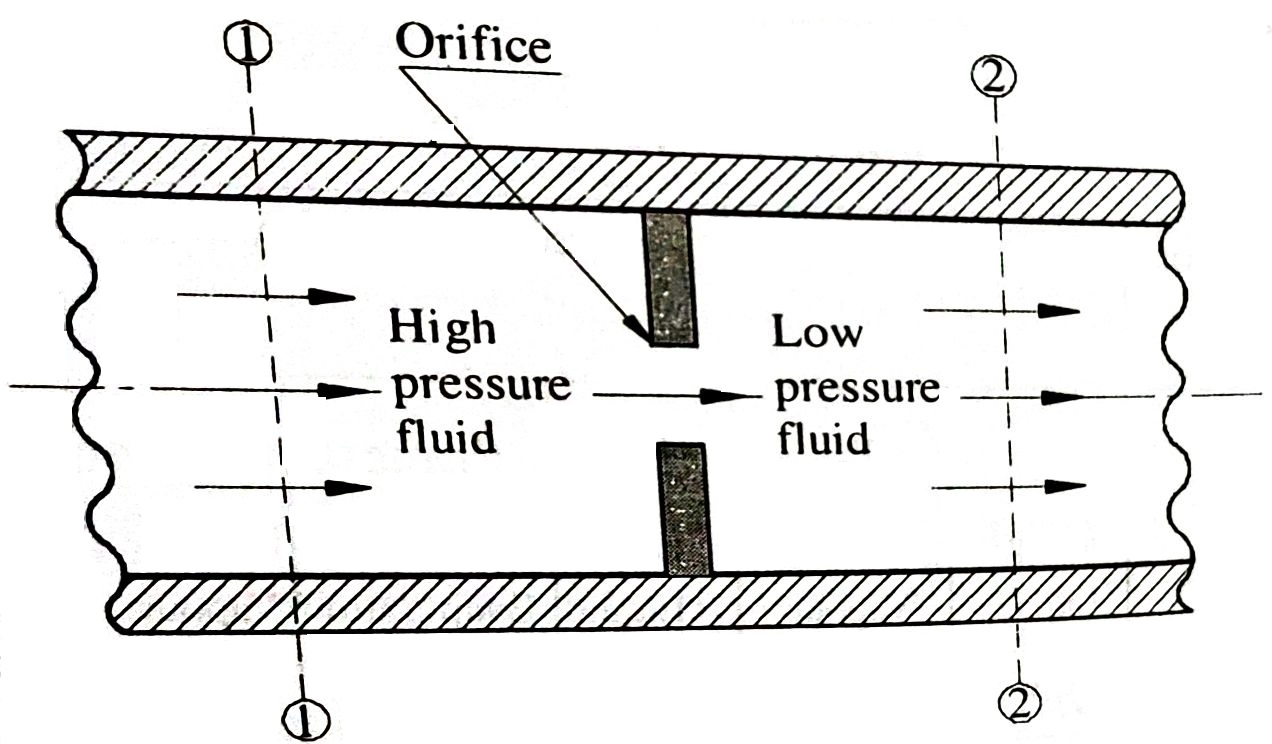 ①
Orifice
②
High
pressure
fluid
Low
pressure
fluid
①
②